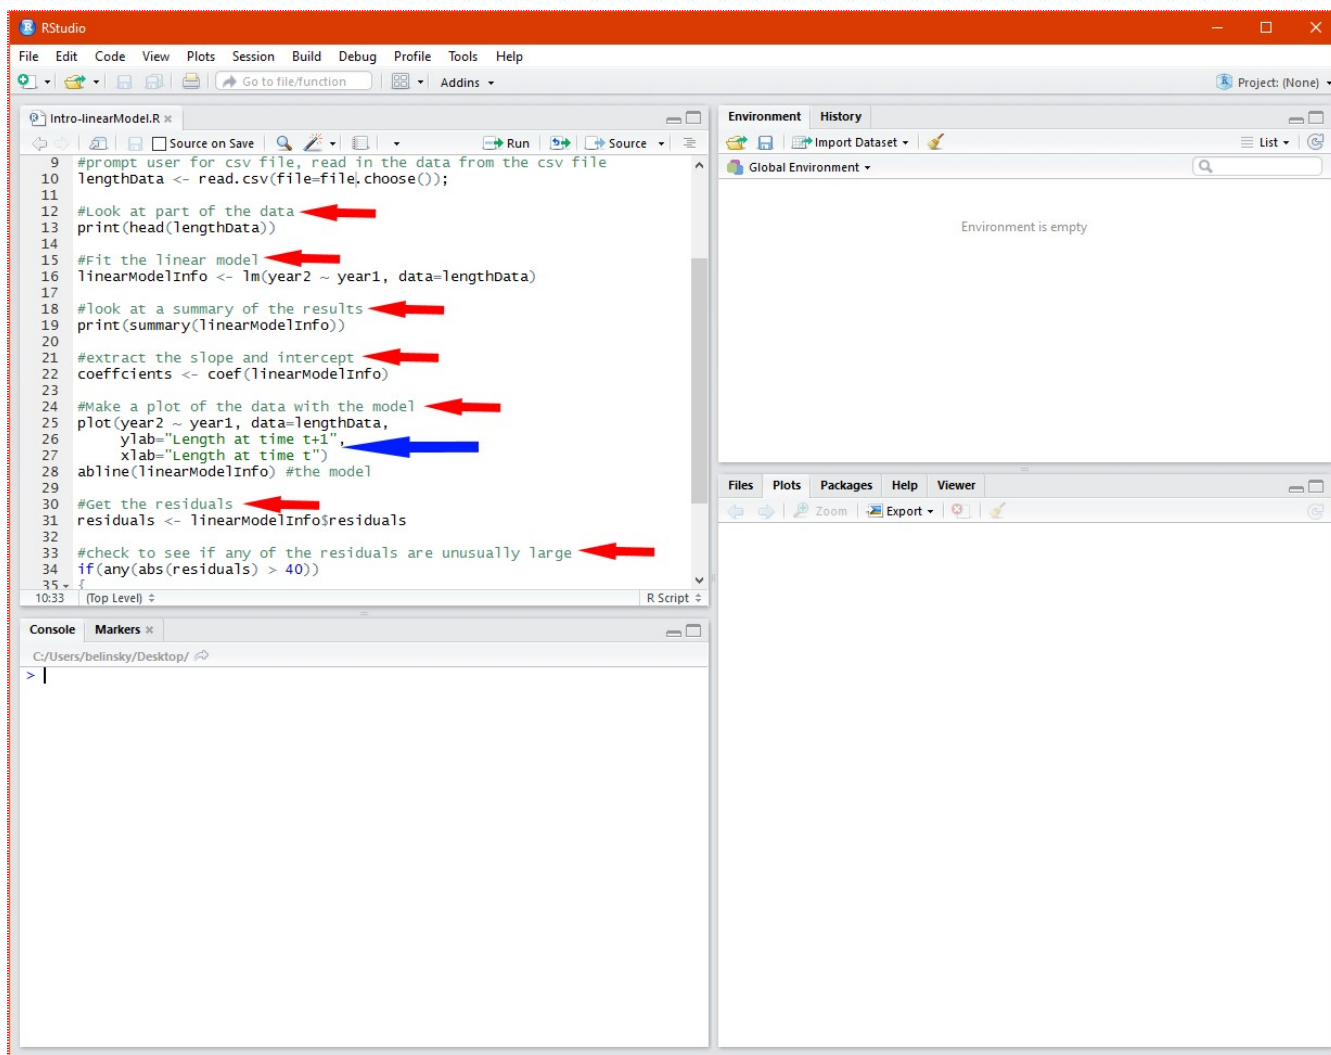 RStudio
File Edit Code View Plots Session Build Debug Profile Tools Help
Go to file/function Addins Project: (None)
Intro-linearModel.R
Source on Save Run Source
9 #prompt user for csv file, read in the data from the csv file
10 lengthData <- read.csv(file=file.choose());
11
12 #Look at part of the data
13 print(head(lengthData))
14
15 #Fit the linear model
16 linearModelInfo <- lm(year2 ~ year1, data=lengthData)
17
18 #look at a summary of the results
19 print(summary(linearModelInfo))
20
21 #extract the slope and intercept
22 coeffcients <- coef(linearModelInfo)
23
24 #Make a plot of the data with the model
25 plot(year2 ~ year1, data=lengthData,
26 ylab="Length at time t+1",
27 xlab="Length at time t")
28 abline(linearModelInfo) #the model
29
30 #Get the residuals
31 residuals <- linearModelInfo$residuals
32
33 #check to see if any of the residuals are unusually large
34 if(any(abs(residuals) > 40))
35 {
10:33 (Top Level) R Script
Console Markers
C:/Users/belinsky/Desktop/
>
Environment History
Import Dataset List
Global Environment
Environment is empty
Files Plots Packages Help Viewer
Zoom Export